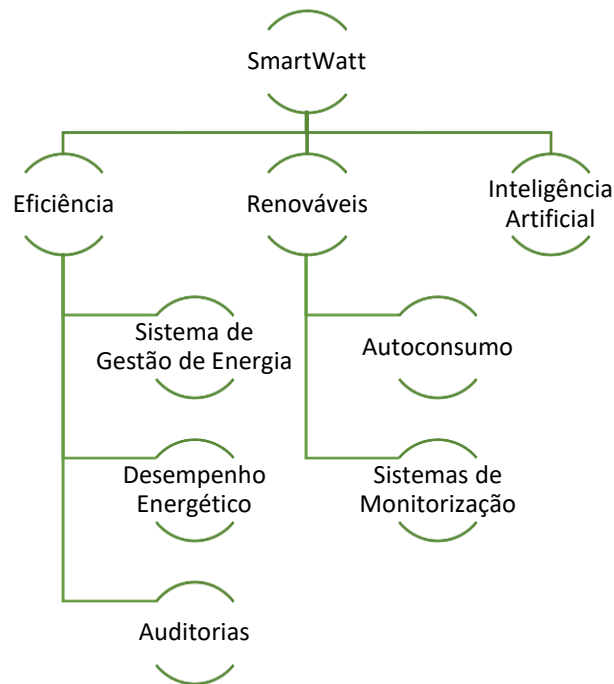 SmartWatt
Eficiência
Renováveis
Inteligência
Artificial
Sistema de
Gestão de Energia
Autoconsumo
Desempenho
Energético
Sistemas de
Monitorização
Auditorias